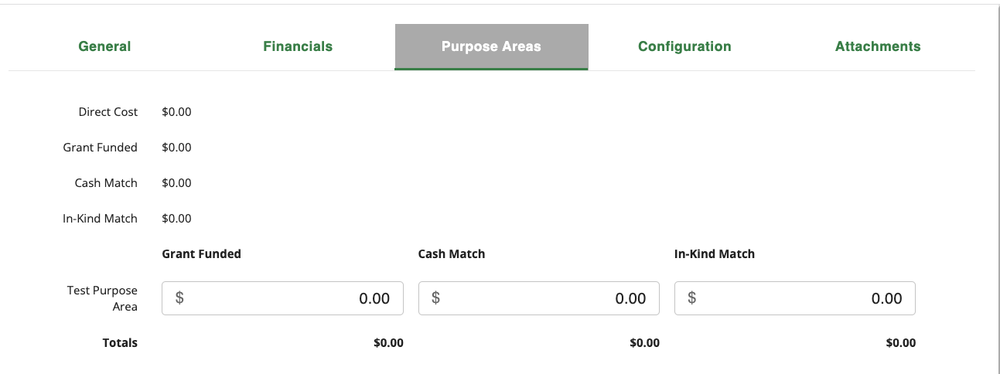 General Financials Purpose Areas Configuration Attachments
Direct Cost $0.00
Grant Funded $0.00
Cash Match $0.00
In-Kind Match $0.00
Grant Funded Cash Match In-Kind Match
Test Purpose
Area $ 0.00 $ 0.00 $ 0.00
Totals $0.00 $0.00 $0.00